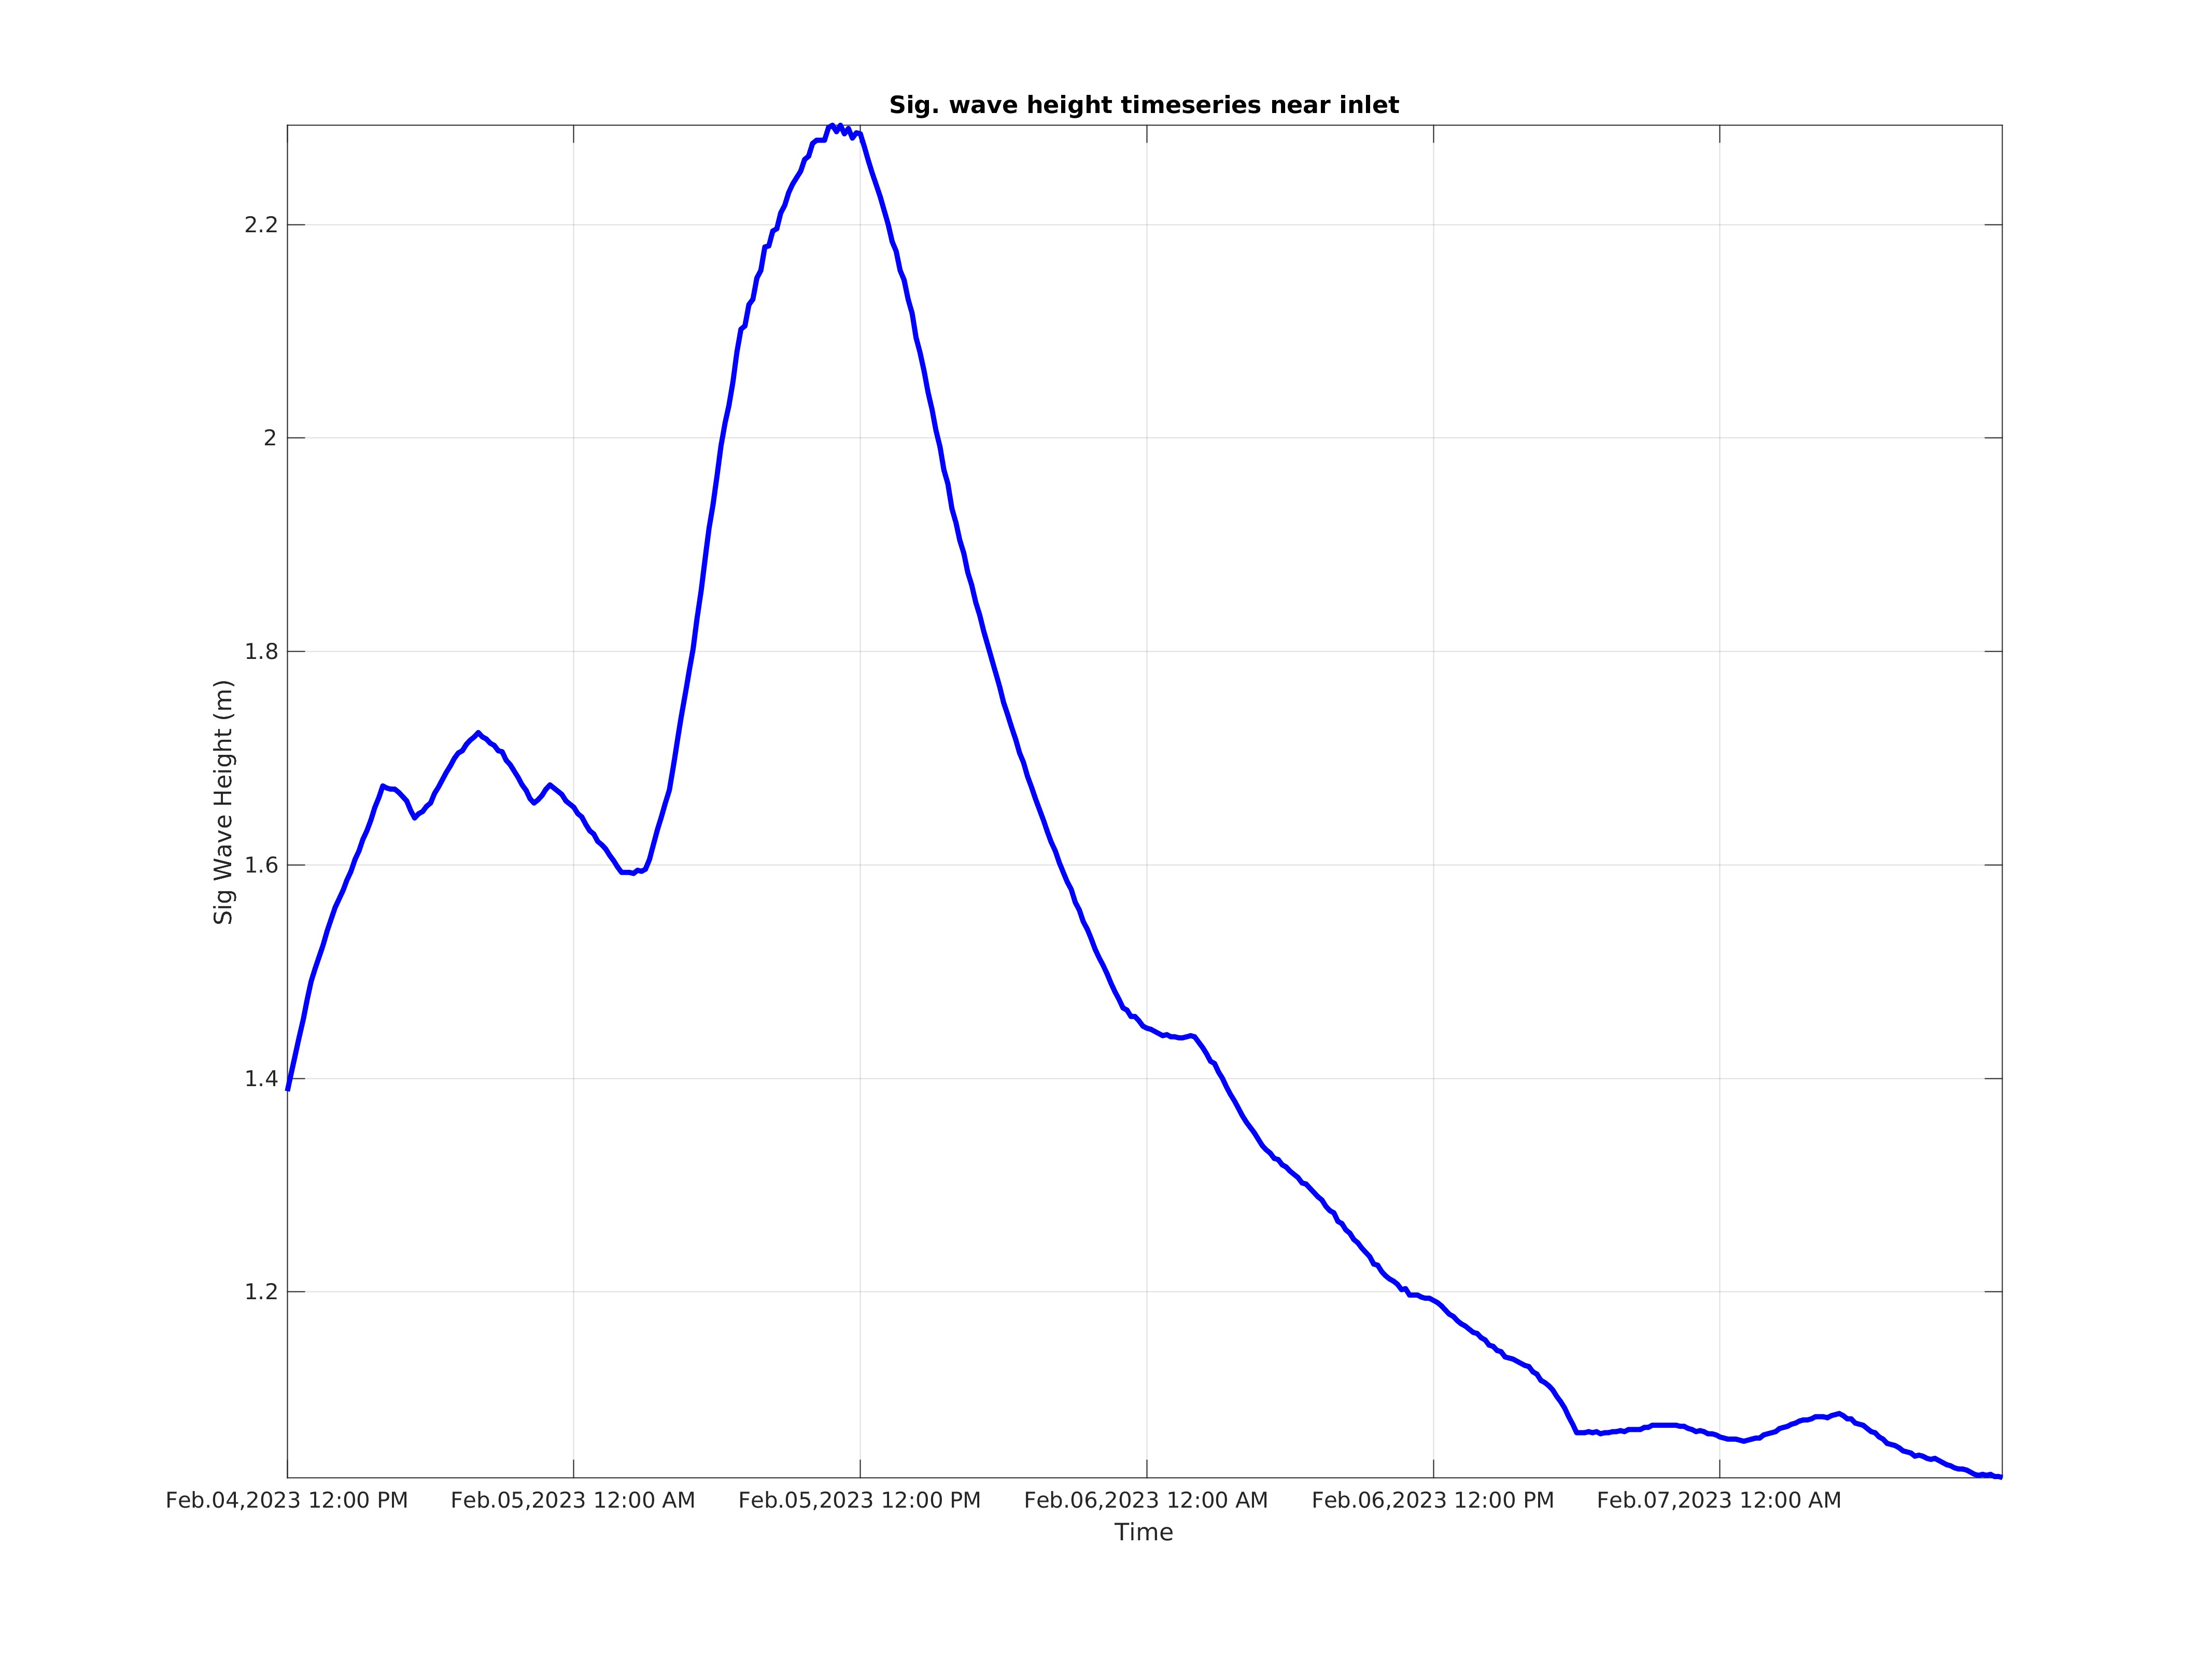 Sig. wave height timeseries near inlet
2.2
2
1.8
1.6
1.4
1.2
Sig Wave Height (m)
Feb.04,2023 12:00 PM Feb.05,2023 12:00 AM Feb.05,2023 12:00 PM Feb.06,2023 12:00 AM Feb.06,2023 12:00 PM Feb.07,2023 12:00 AM
Time